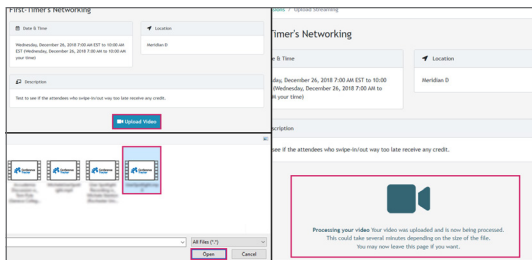 First-Timer's Networking
Date & Time
Location
Wednesday, December 26, 2018 7:00 AM EST to 10:00 AM
EST (Wednesday, December 26, 2018 7:00 AM to 10:00 AM
your time)
Meridian D
Description
Test to see if the attendees who swipe-in/out way too late receive any credit.
Upload Video
All Files (*.*)
Open
Cancel
/ Upload Streaming
Timer's Networking
e & Time
Location
day, December 26, 2018 7:00 AM EST to 10:00
(Wednesday, December 26, 2018 7:00 AM to
M your time)
Meridian D
scription
see if the attendees who swipe-in/out way too late receive any credit.
Processing your video Your video was uploaded and is now being processed.
This could take several minutes depending on the size of the file.
You may now leave this page if you want.